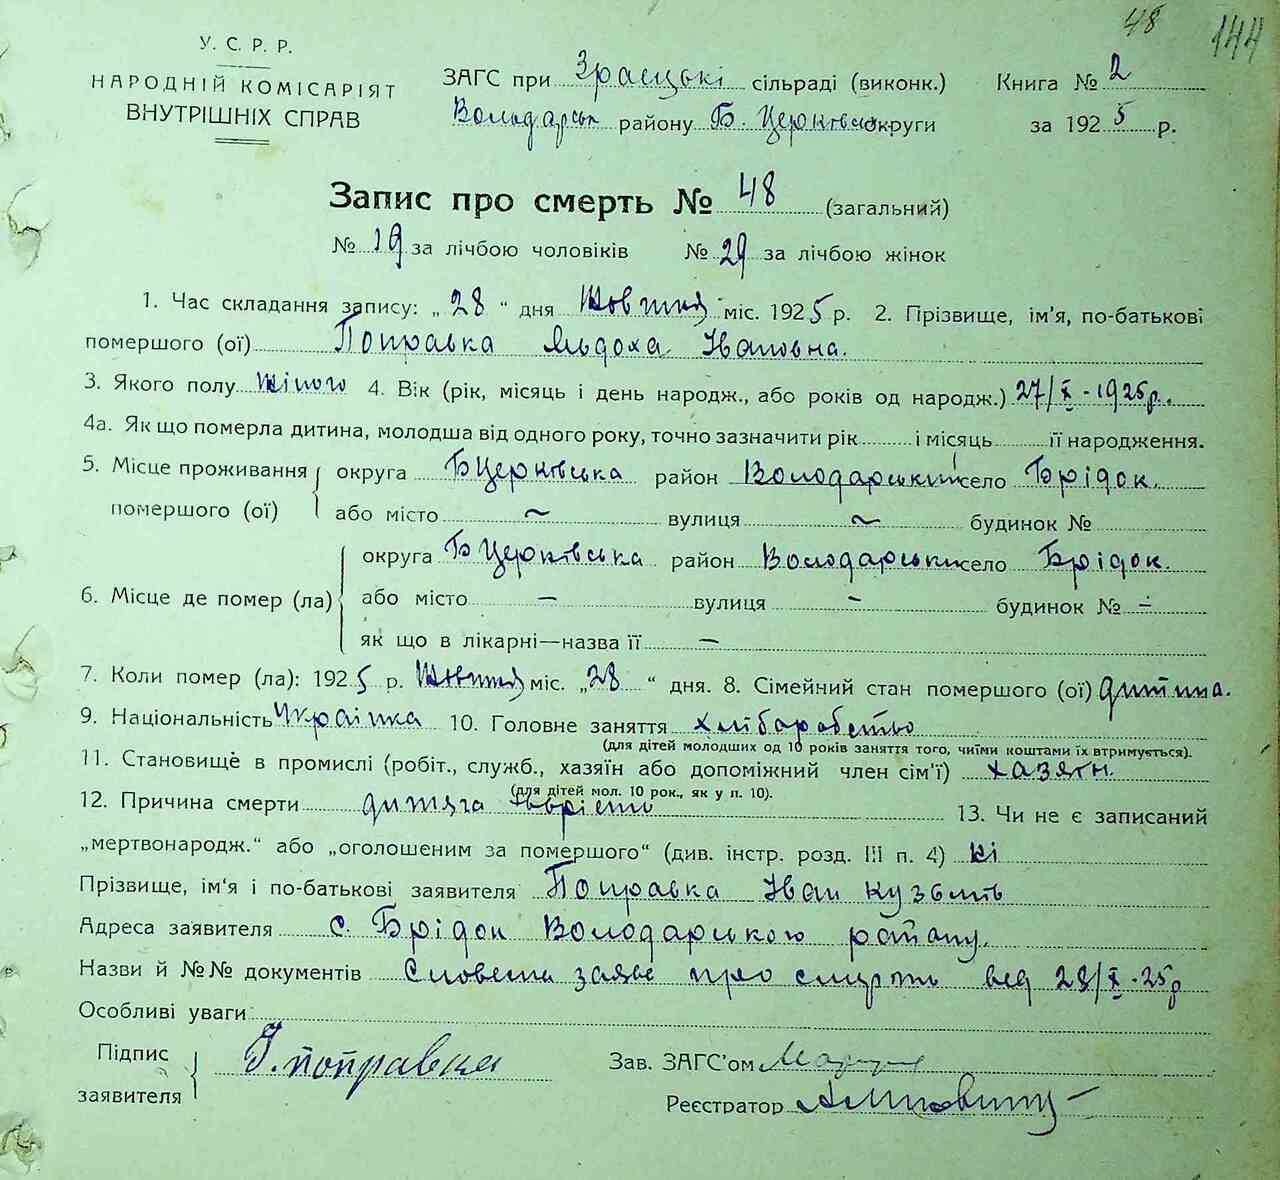 48 144
У. С. Р. Р.
НАРОДНІЙ КОМІСАРІЯТ
ВНУТРІШНІХ СПРАВ
ЗАГС при сільраді (виконк.)
Володарськ району Б. Церківськ округи
Книга № 2
за 1925 р.
Запис про смерть № 48 (загальний)
№ 19 за лічбою чоловіків № 29 за лічбою жінок
1. Час складання запису: „ 28 “ дня Жовтня міс. 1925 р. 2. Прізвище, ім'я, по-батькові
помершого (ої) Поправка Явдоха Івановна.
3. Якого полу жіного 4. Вік (рік, місяць і день народж., або років од народж.) 27/X - 1925 р.
4а. Як що померла дитина, молодша від одного року, точно зазначити рік і місяць її народження.
5. Місце проживання помершого (ої) округа БЦерківська район Володарський село Брідок.
або місто ~ вулиця ~ будинок №
6. Місце де помер (ла) округа БЦерківська район Володарський село Брідок.
або місто — вулиця - будинок № -
як що в лікарні—назва її —
7. Коли помер (ла): 1925 р. Жовтня міс. „28 “ дня. 8. Сімейний стан помершого (ої) дитина.
9. Національність Українка 10. Головне заняття хліборобство
(для дітей молодших од 10 років заняття того, чиїми коштами їх втримується).
11. Становище в промислі (робіт., служб., хазяїн або допоміжний член сім'ї) хазяїн.
(для дітей мол. 10 рок., як у п. 10).
12. Причина смерти дитяча 13. Чи не є записаний
„мертвонародж.“ або „оголошеним за помершого“ (див. інстр. розд. III п. 4) ні
Прізвище, ім'я і по-батькові заявителя Поправка Іван Кузьмів
Адреса заявителя с. Брідок Володарського району.
Назви й №№ документів Словесна заява про смерть від 28/X - 25 р
Особливі уваги
Підпис заявителя І. Поправка
Зав. ЗАГС'ом
Реєстратор